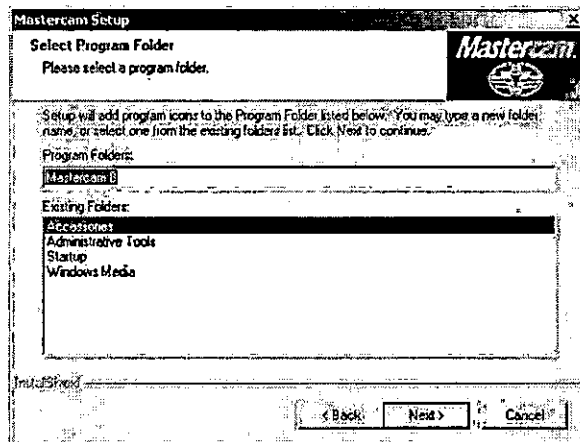 Mastercam Setup
Select Program Folder
Please select a program folder.
Mastercam.
Setup will add program icons to the Program Folder listed below. You may type a new folder
name, or select one from the existing folders list. Click Next to continue.
Program Folders:
Mastercam
Existing Folders:
Accessories
Administrative Tools
Startup
Windows Media
InstallShield
< Back
Next >
Cancel